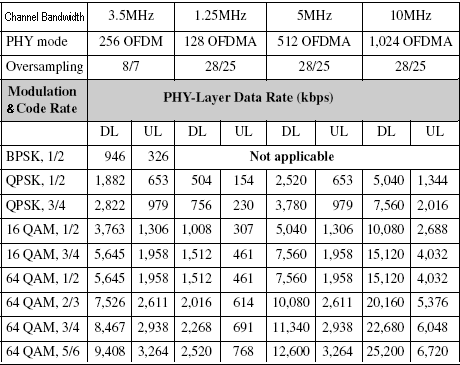 Channel Bandwidth 3.5MHz 1.25MHz 5MHz 10MHz
PHY mode 256 OFDM 128 OFDMA 512 OFDMA 1,024 OFDMA
Oversampling 8/7 28/25 28/25 28/25
Modulation
&Code Rate PHY-Layer Data Rate (kbps)
DL UL DL UL DL UL DL UL
BPSK, 1/2 946 326 Not applicable
QPSK, 1/2 1,882 653 504 154 2,520 653 5,040 1,344
QPSK, 3/4 2,822 979 756 230 3,780 979 7,560 2,016
16 QAM, 1/2 3,763 1,306 1,008 307 5,040 1,306 10,080 2,688
16 QAM, 3/4 5,645 1,958 1,512 461 7,560 1,958 15,120 4,032
64 QAM, 1/2 5,645 1,958 1,512 461 7,560 1,958 15,120 4,032
64 QAM, 2/3 7,526 2,611 2,016 614 10,080 2,611 20,160 5,376
64 QAM, 3/4 8,467 2,938 2,268 691 11,340 2,938 22,680 6,048
64 QAM, 5/6 9,408 3,264 2,520 768 12,600 3,264 25,200 6,720